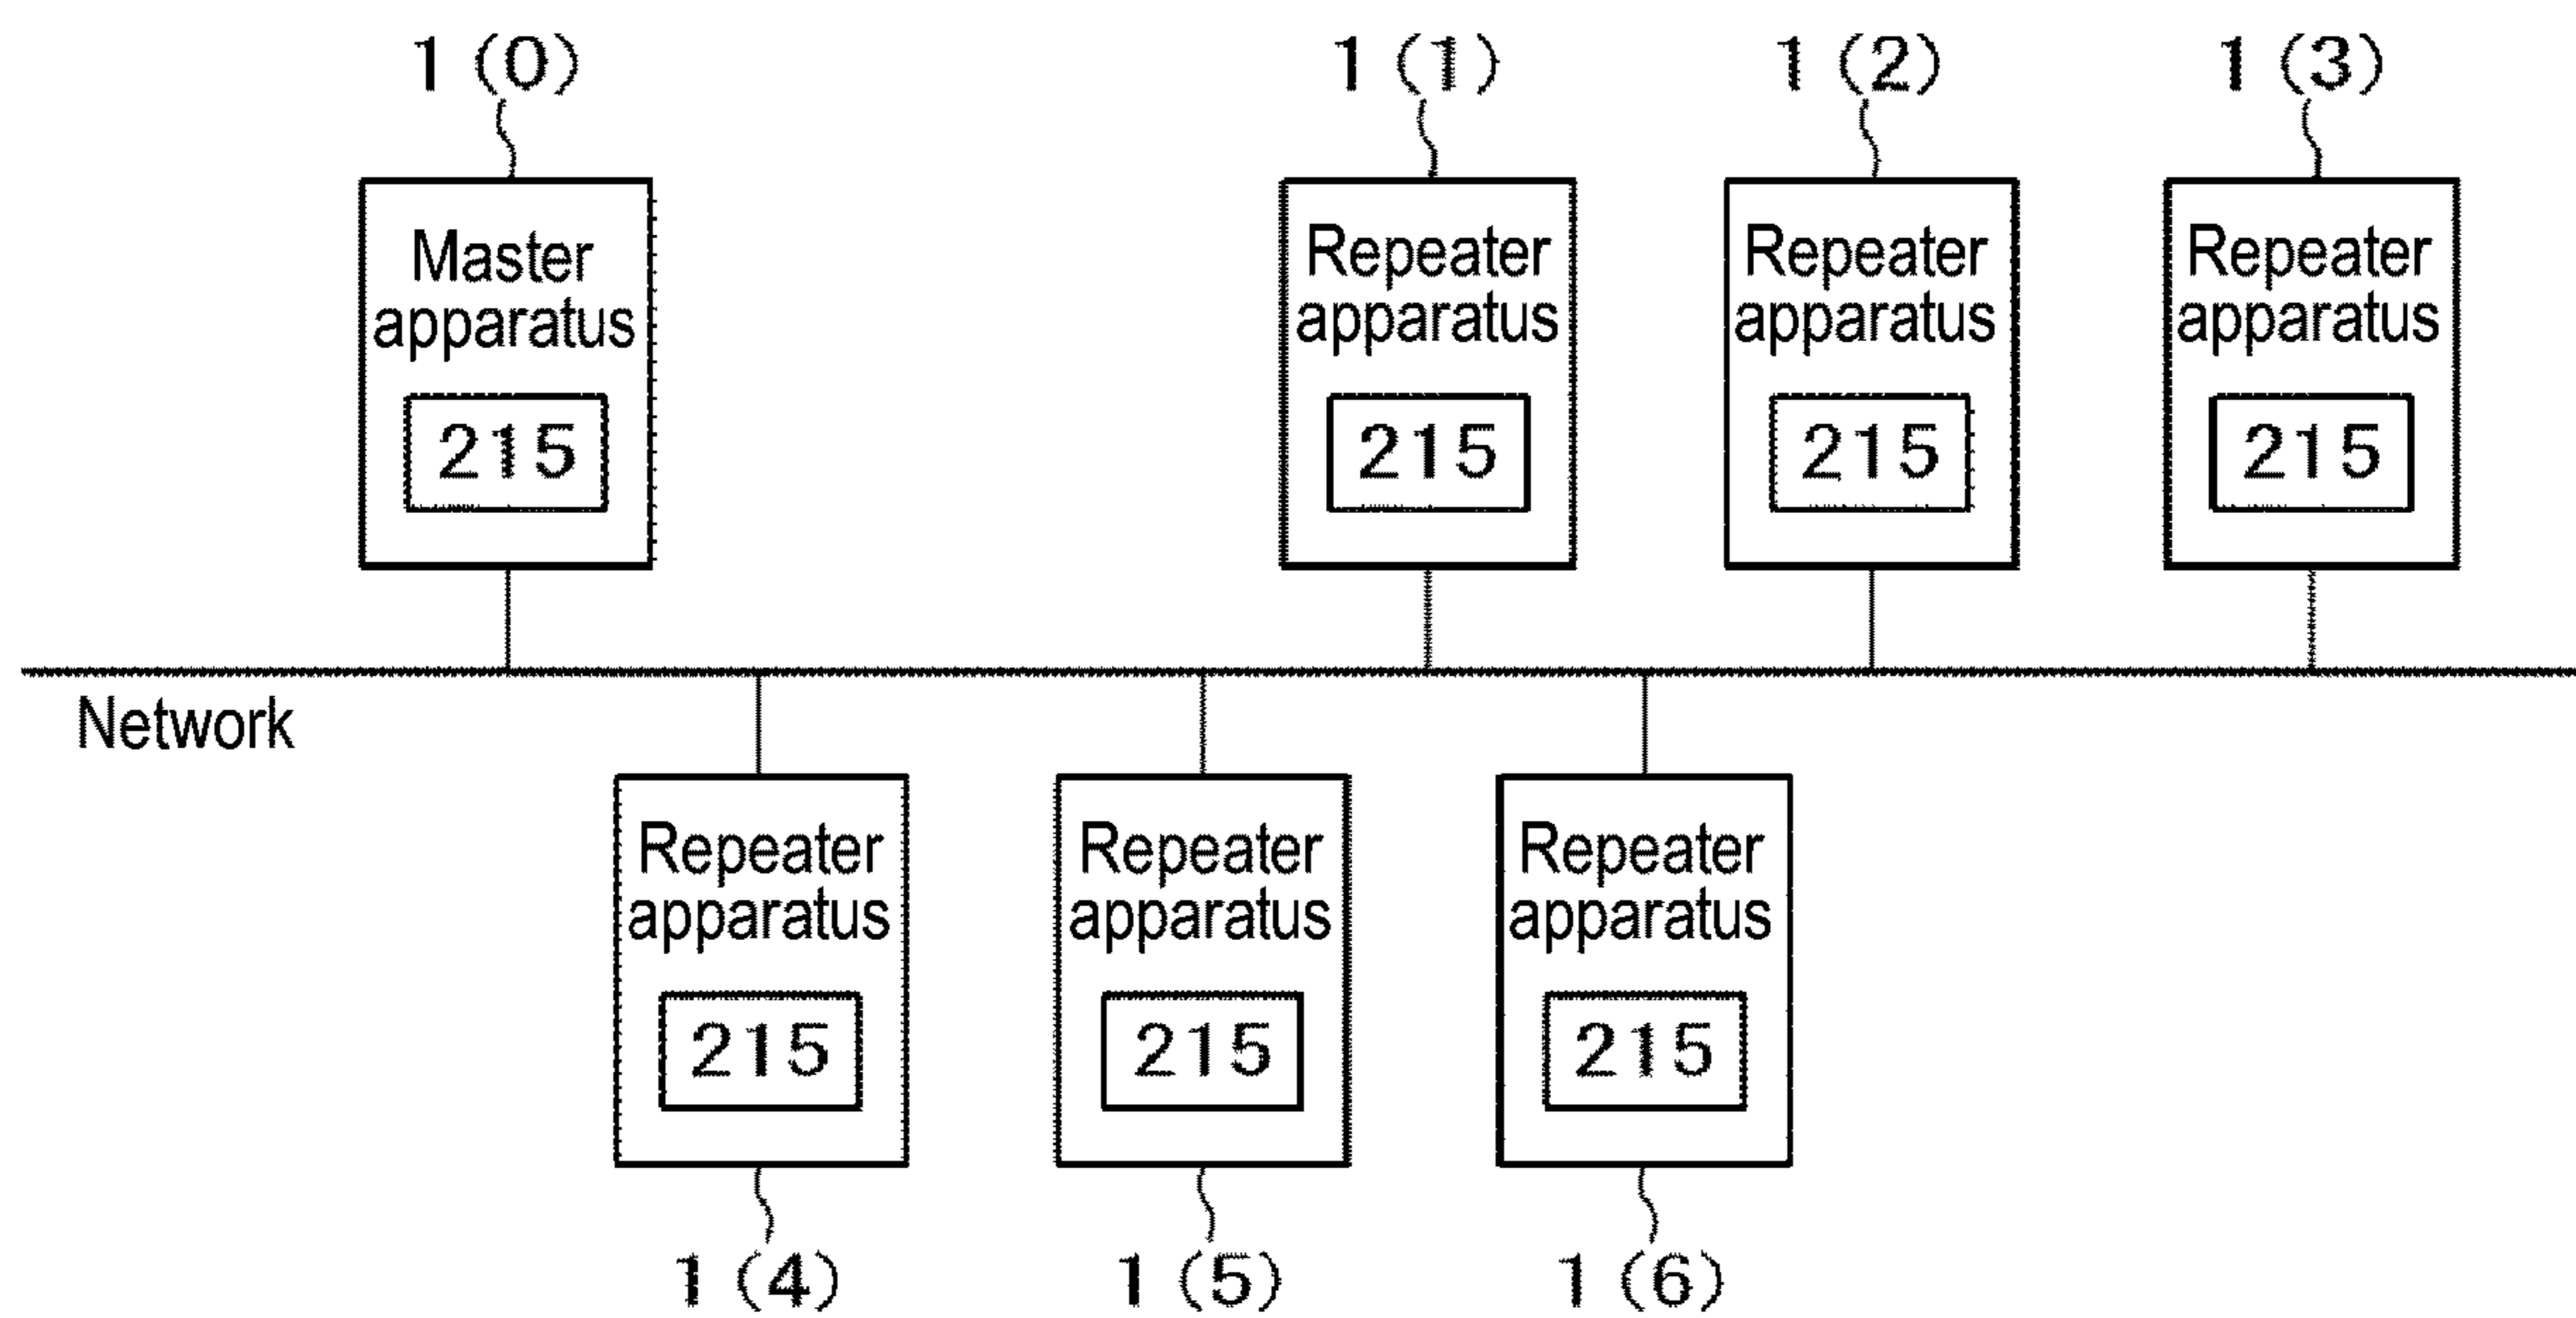 1 (0)
1 (1)
1 (2)
1 (3)
Master
apparatus
215
Repeater
apparatus
215
Repeater
apparatus
215
Repeater
apparatus
215
Network
Repeater
apparatus
215
Repeater
apparatus
215
Repeater
apparatus
215
1 (4)
1 (5)
1 (6)